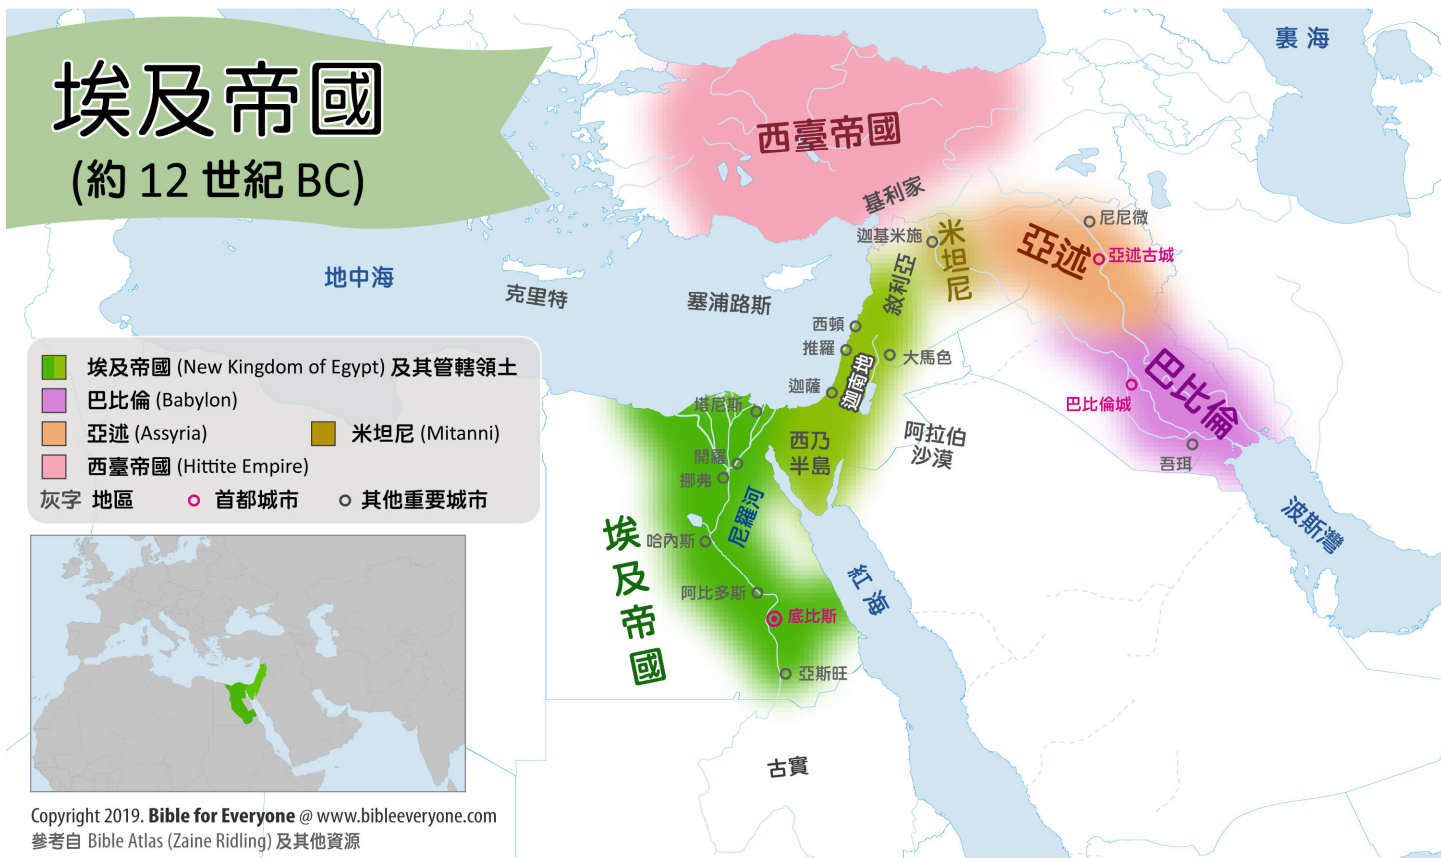 埃及帝國
(約 12 世紀 BC)
裏海
西臺帝國
基利家
尼尼微
迦基米施
米坦尼
亞述
亞述古城
地中海
克里特
塞浦路斯
敘利亞
西頓
推羅
大馬色
迦南地
迦薩
巴比倫
巴比倫城
吾珥
埃及帝國 (New Kingdom of Egypt) 及其管轄領土
巴比倫 (Babylon)
亞述 (Assyria)
米坦尼 (Mitanni)
西臺帝國 (Hittite Empire)
灰字 地區
首都城市
其他重要城市
塔尼斯
西乃
半島
阿拉伯
沙漠
開羅
挪弗
尼羅河
波斯灣
埃及帝國
哈內斯
紅海
阿比多斯
底比斯
亞斯旺
古實
Copyright 2019. Bible for Everyone @ www.bibleeveryone.com
參考自 Bible Atlas (Zaine Ridling) 及其他資源